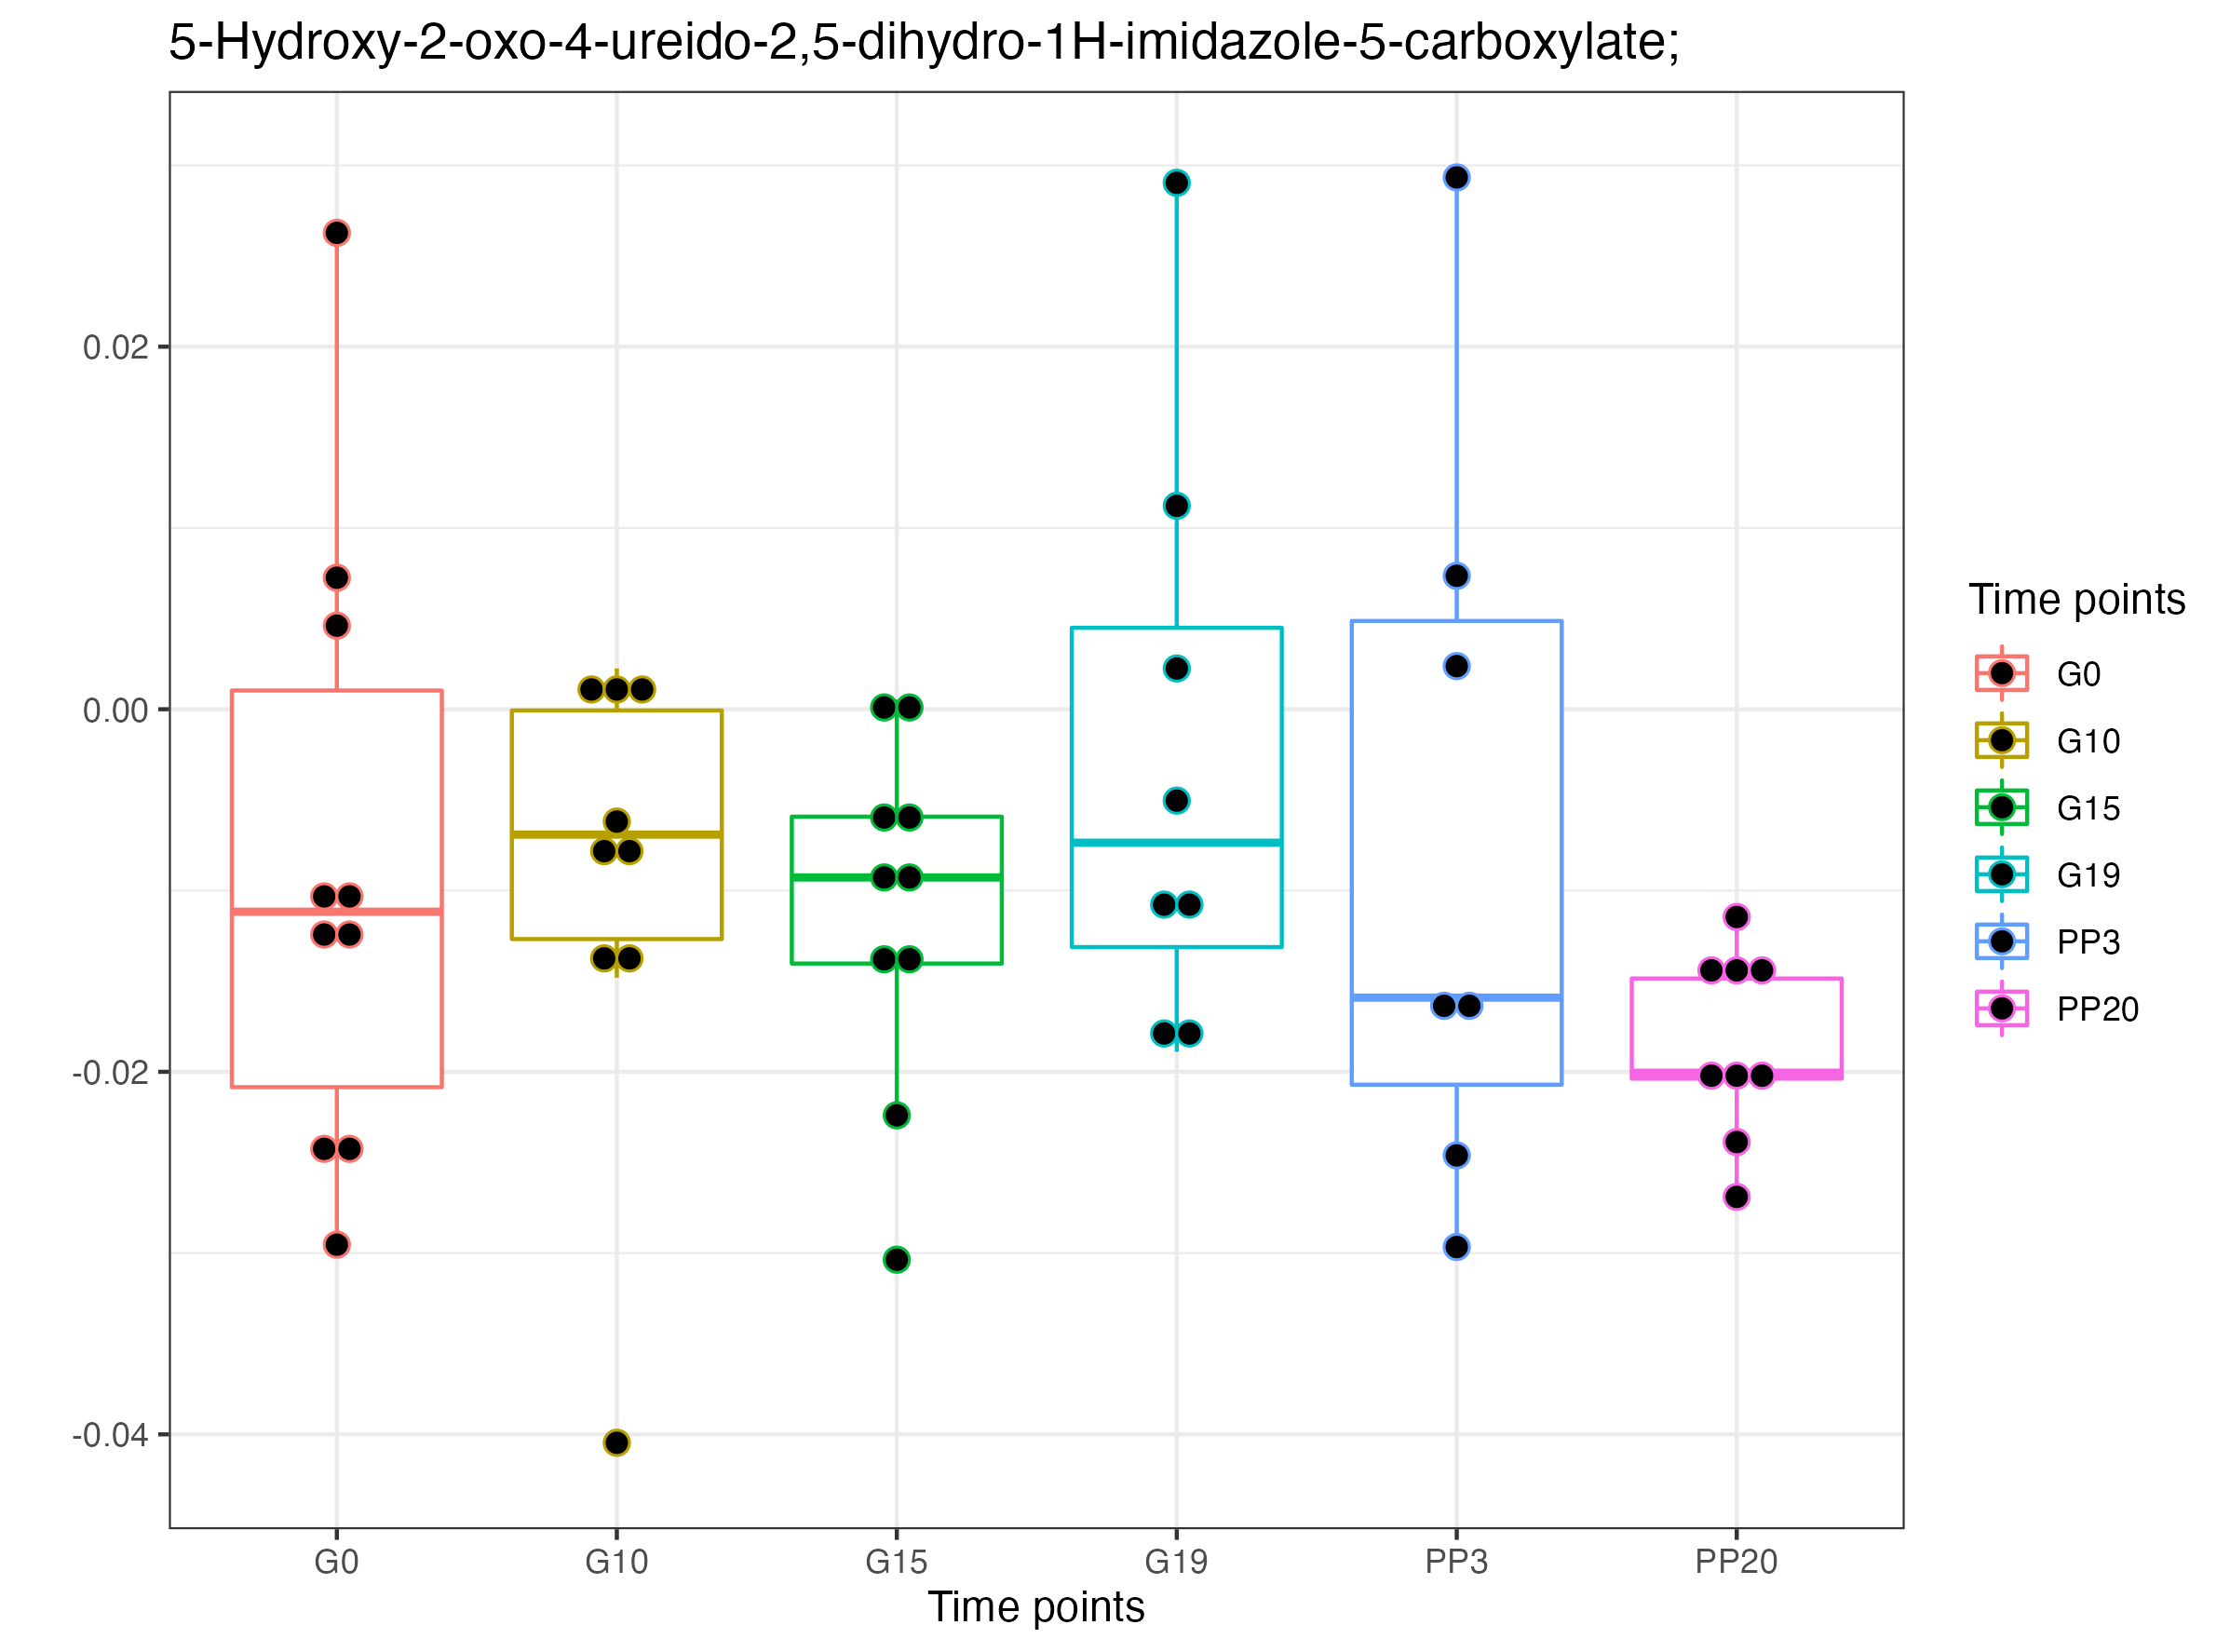 5-Hydroxy-2-oxo-4-ureido-2,5-dihydro-1H-imidazole-5-carboxylate;
0.02
0.00
-0.02
-0.04
G0 G10 G15 G19 PP3 PP20
Time points
Time points
G0
G10
G15
G19
PP3
PP20